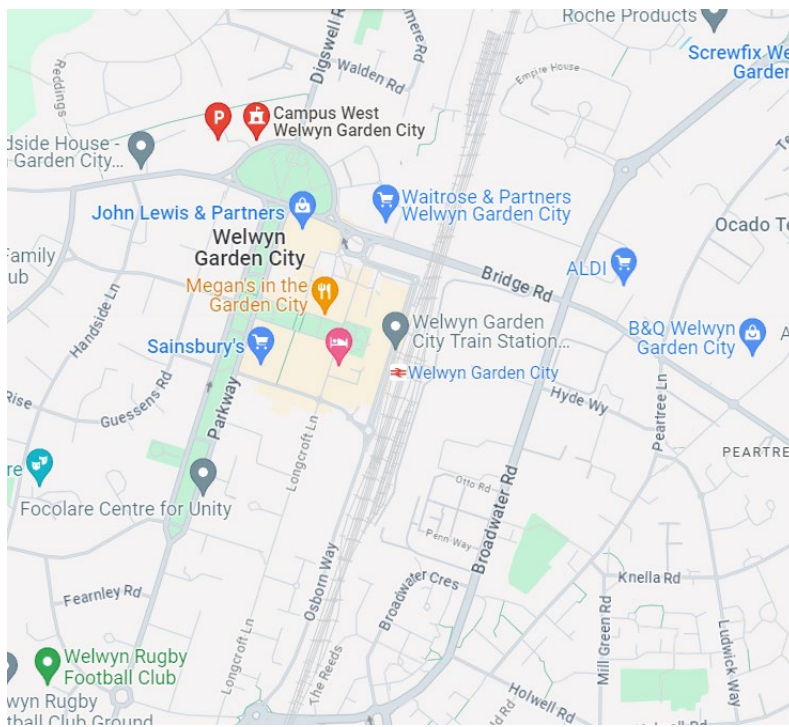 Roche Products
Screwfix We
Garden
Digswell R
mere Rd
Walden Rd
Reddings
Empire House
P
Campus West
Welwyn Garden City
dside House -
Garden City...
John Lewis & Partners
Waitrose & Partners
Welwyn Garden City
Welwyn
Garden City
Ocado Te
Family
ub
Handside Ln
Megan's in the
Garden City
Bridge Rd
ALDI
Welwyn Garden
City Train Station...
B&Q Welwyn
Garden City
Sainsbury's
Welwyn Garden City
Rise
Guessens Rd
Parkway
Longcroft Ln
Hyde Wy
Peartree Ln
PEARTRE
re
Focolare Centre for Unity
Otto Rd
Penn Way
Broadwater Rd
Osborn Way
Broadwater Cres
Fearnley Rd
Knella Rd
Mill Green Rd
Ludwick Way
Longcroft Ln
The Reeds
Welwyn Rugby
Football Club
wyn Rugby
tball Club Ground
Holwell Rd